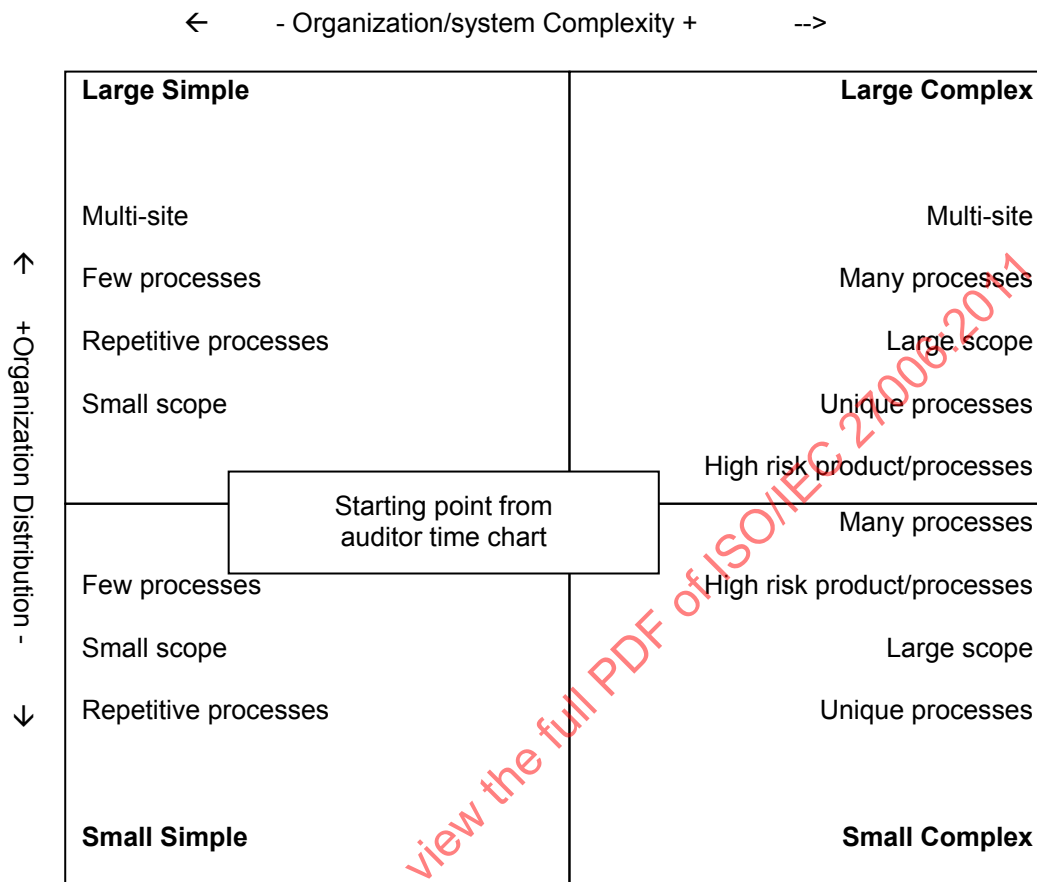 ← - Organization/system Complexity + -->
Large Simple
Large Complex
Multi-site
Multi-site
Few processes
Many processes
Repetitive processes
Large scope
Small scope
Unique processes
High risk product/processes
← +Organization Distribution - →
Starting point from
auditor time chart
Many processes
Few processes
High risk product/processes
Small scope
Large scope
Repetitive processes
Unique processes
Small Simple
Small Complex
view the full PDF of ISO/IEC 27006:2011